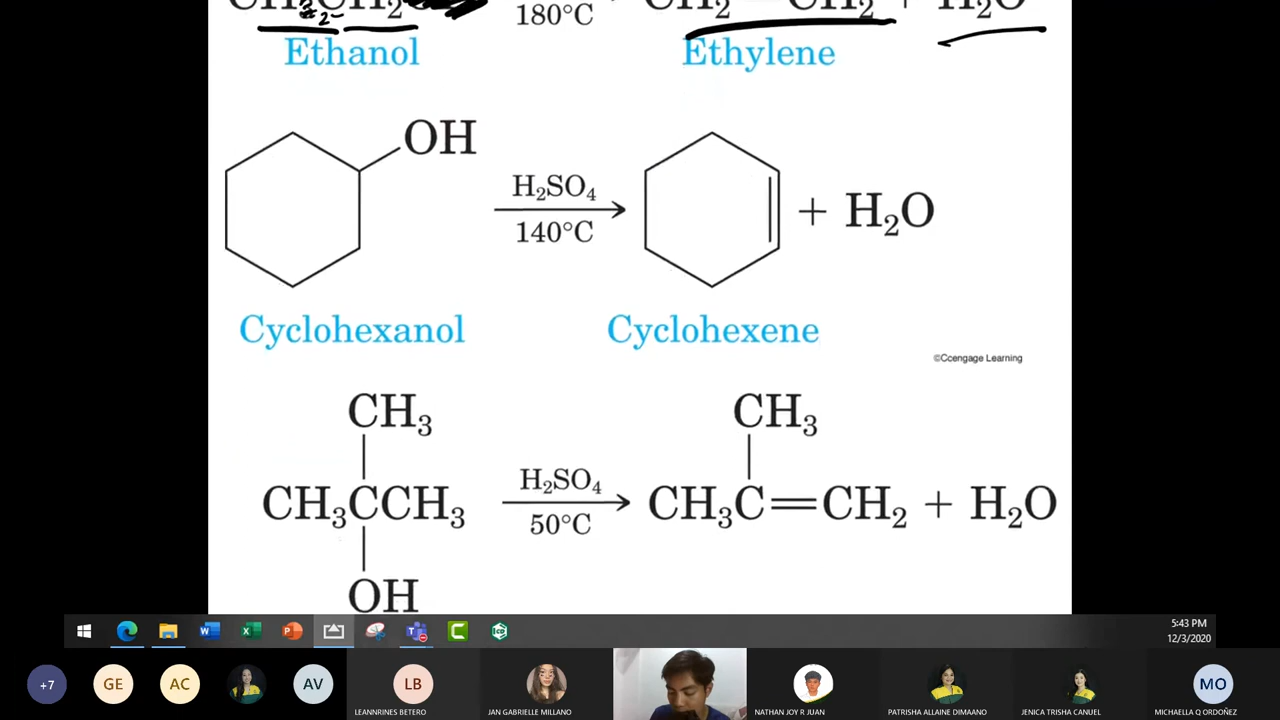 180°C
Ethanol Ethylene
OH
H₂SO₄
140°C
+ H₂O
Cyclohexanol Cyclohexene
©Ccengage Learning
CH₃ CH₃
CH₃CCH₃ H₂SO₄ CH₃C=CH₂ + H₂O
50°C
OH
5:43 PM
12/3/2020
+7 GE AC AV LB MO
LEANNRINES BETERO JAN GABRIELLE MILLANO NATHAN JOY R JUAN PATRISHA ALLAINE DIMAANO JENICA TRISHA CANUEL MICHAELLA Q ORDOÑEZ